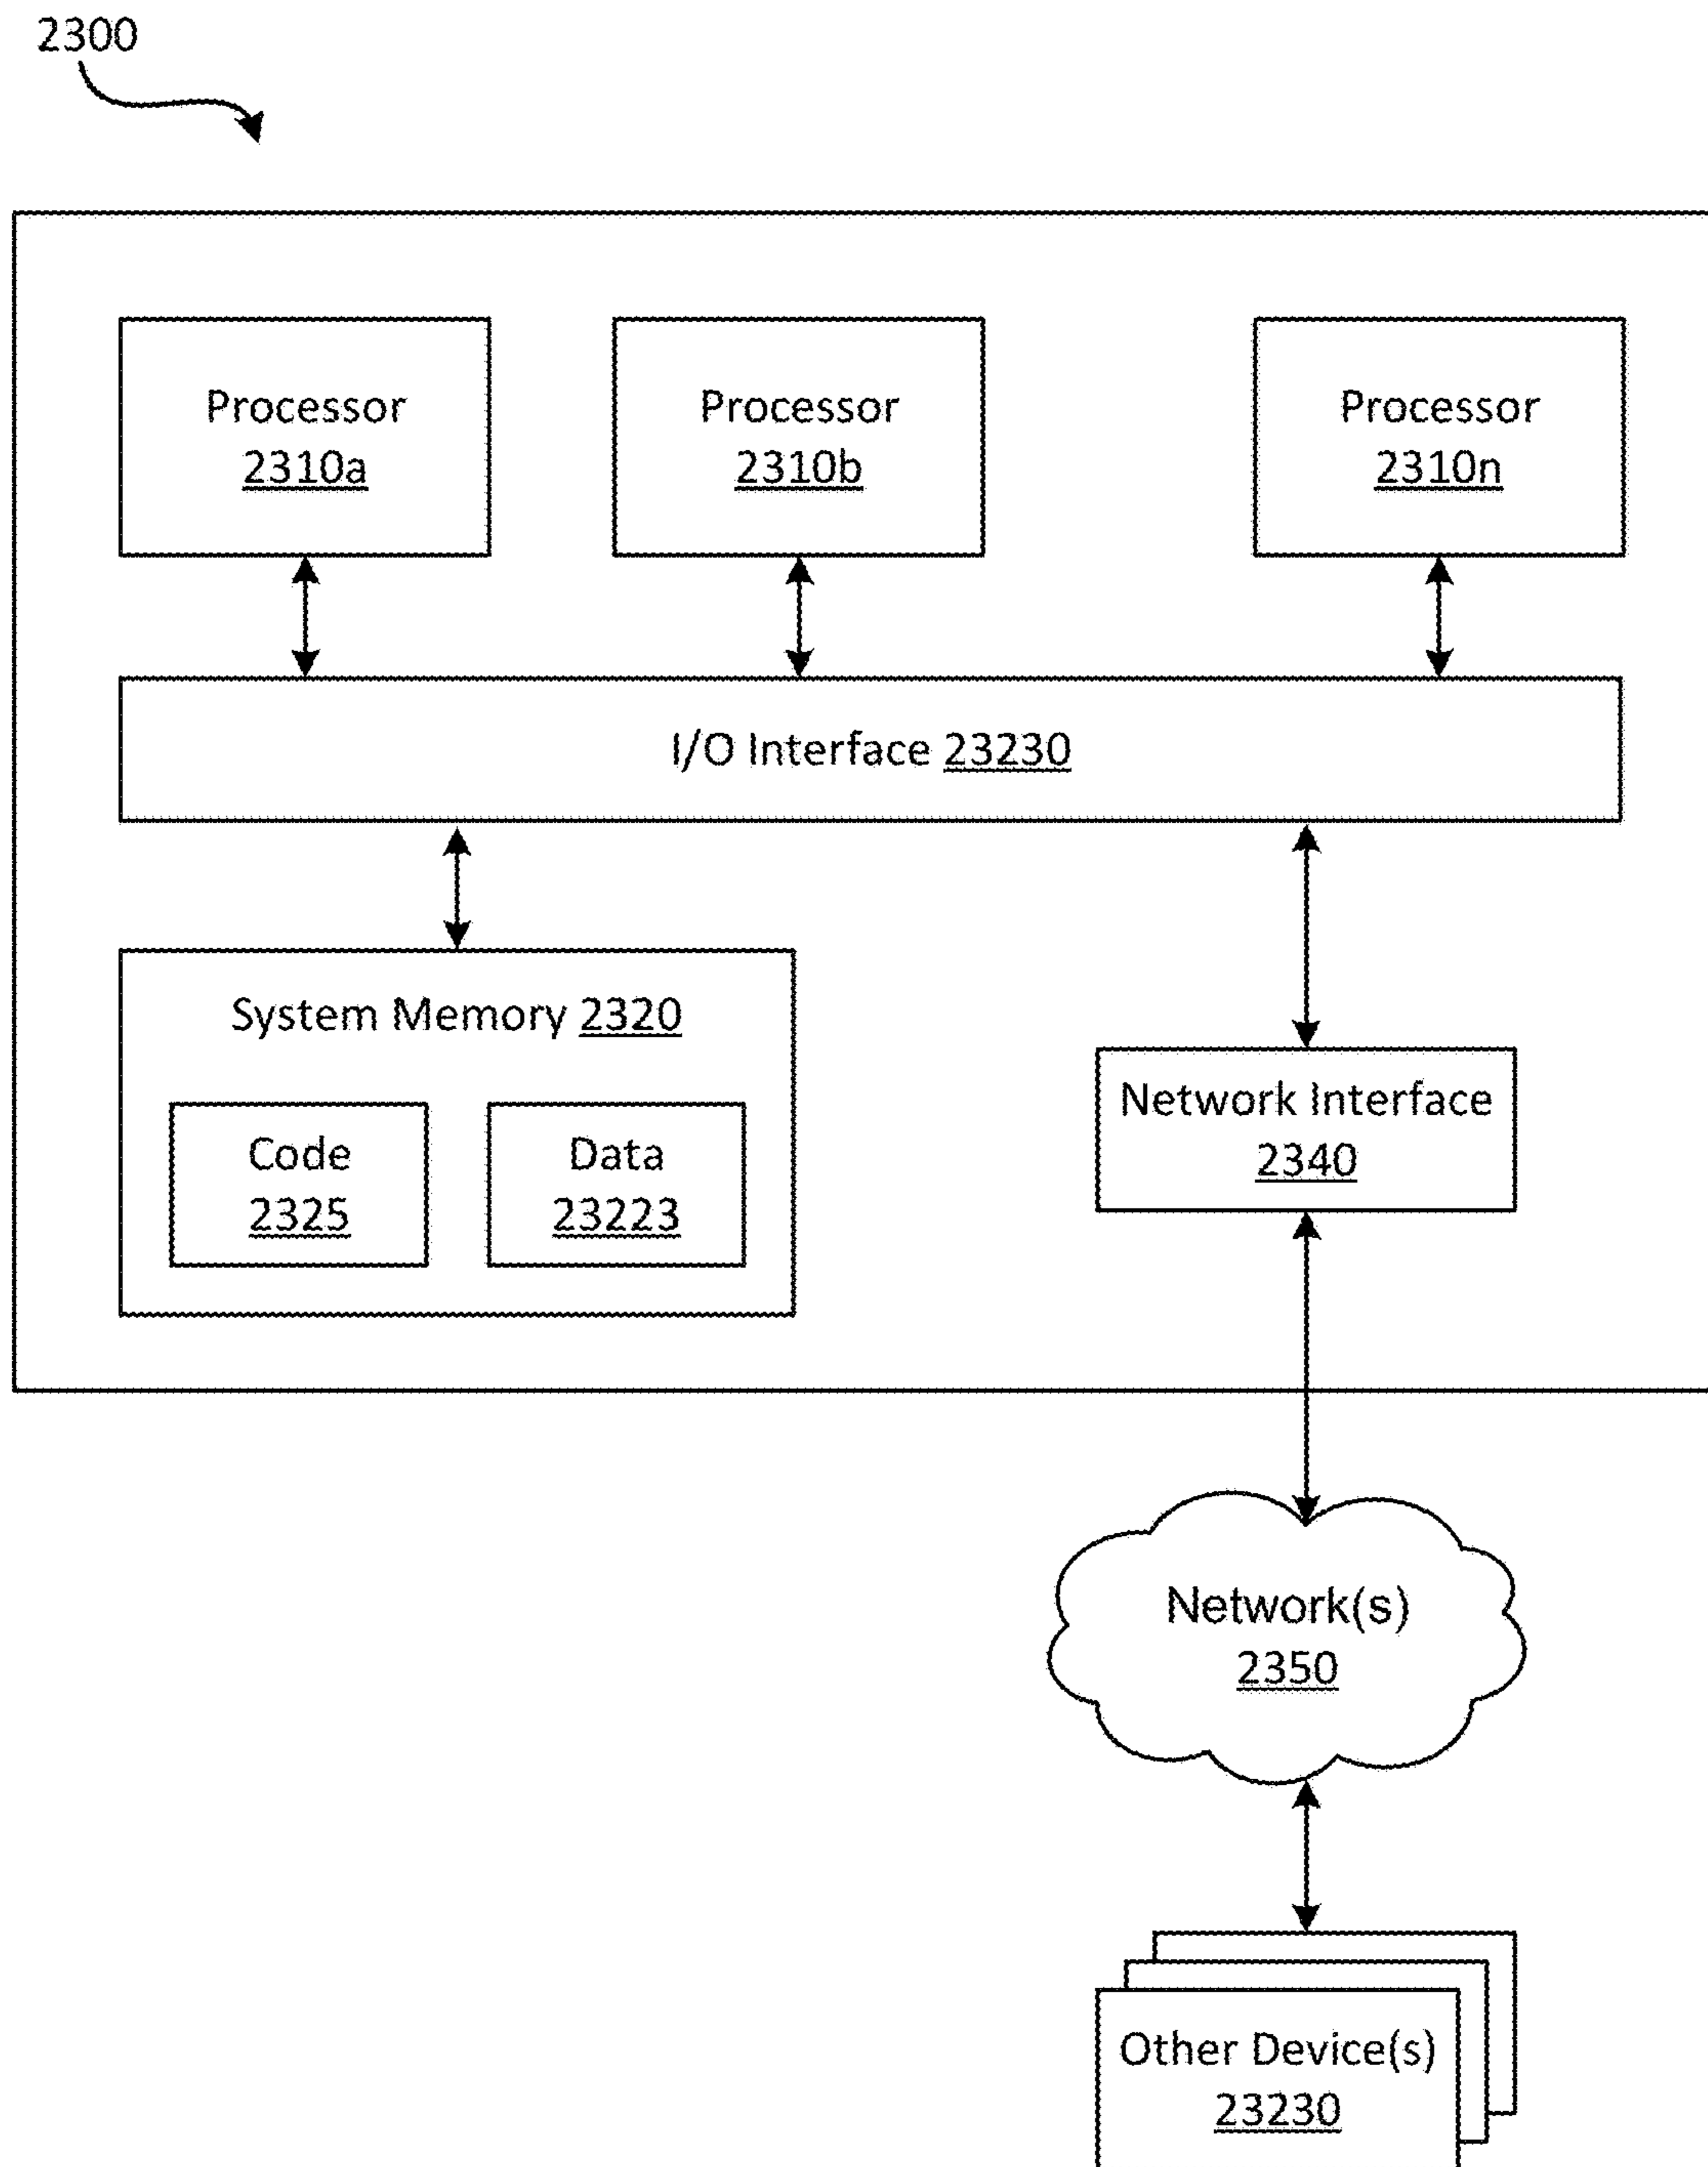 2300
Processor
2310a
Processor
2310b
Processor
2310n
I/O Interface 23230
System Memory 2320
Code
2325
Data
23223
Network Interface
2340
Network(s)
2350
Other Device(s)
23230